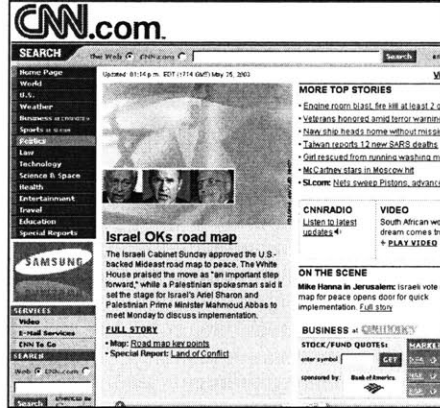 CNN.com
SEARCH
The Web CNN.com
Search
Home Page
World
U.S.
Weather
Business
Sports
Politics
Law
Technology
Science & Space
Health
Entertainment
Travel
Education
Special Reports
SAMSUNG
SERVICES
Video
E-Mail Services
CNN To Go
SEARCH
Web CNN.com
Search
Updated: 01:14 p.m. EDT (1714 GMT) May 25, 2003
Israel OKs road map
The Israeli Cabinet Sunday approved the U.S.-
backed Mideast road map to peace. The White
House praised the move as "an important step
forward," while a Palestinian spokesman said it
set the stage for Israel's Ariel Sharon and
Palestinian Prime Minister Mahmoud Abbas to
meet Monday to discuss implementation.
FULL STORY
• Map: Road map key points
• Special Report: Land of Conflict
MORE TOP STORIES
• Engine room blast, fire kill at least 2
• Veterans honored amid terror warnin
• New ship heads home without
• Taiwan reports 12 new SARS deaths
• Girl rescued from running washing m
• McCartney stars in Moscow hit
• SI.com: Nets sweep Pistons, advanc
CNNRADIO
Listen to latest
updates
VIDEO
South African wo
dream comes tr
+ PLAY VIDEO
ON THE SCENE
Mike Hanna in Jerusalem: Israeli vote
map for peace opens door for quick
implementation. Full story
BUSINESS at CNNMONEY
STOCK/FUND QUOTES:
enter symbol
GET
sponsored by:
Bank of America
MARKE